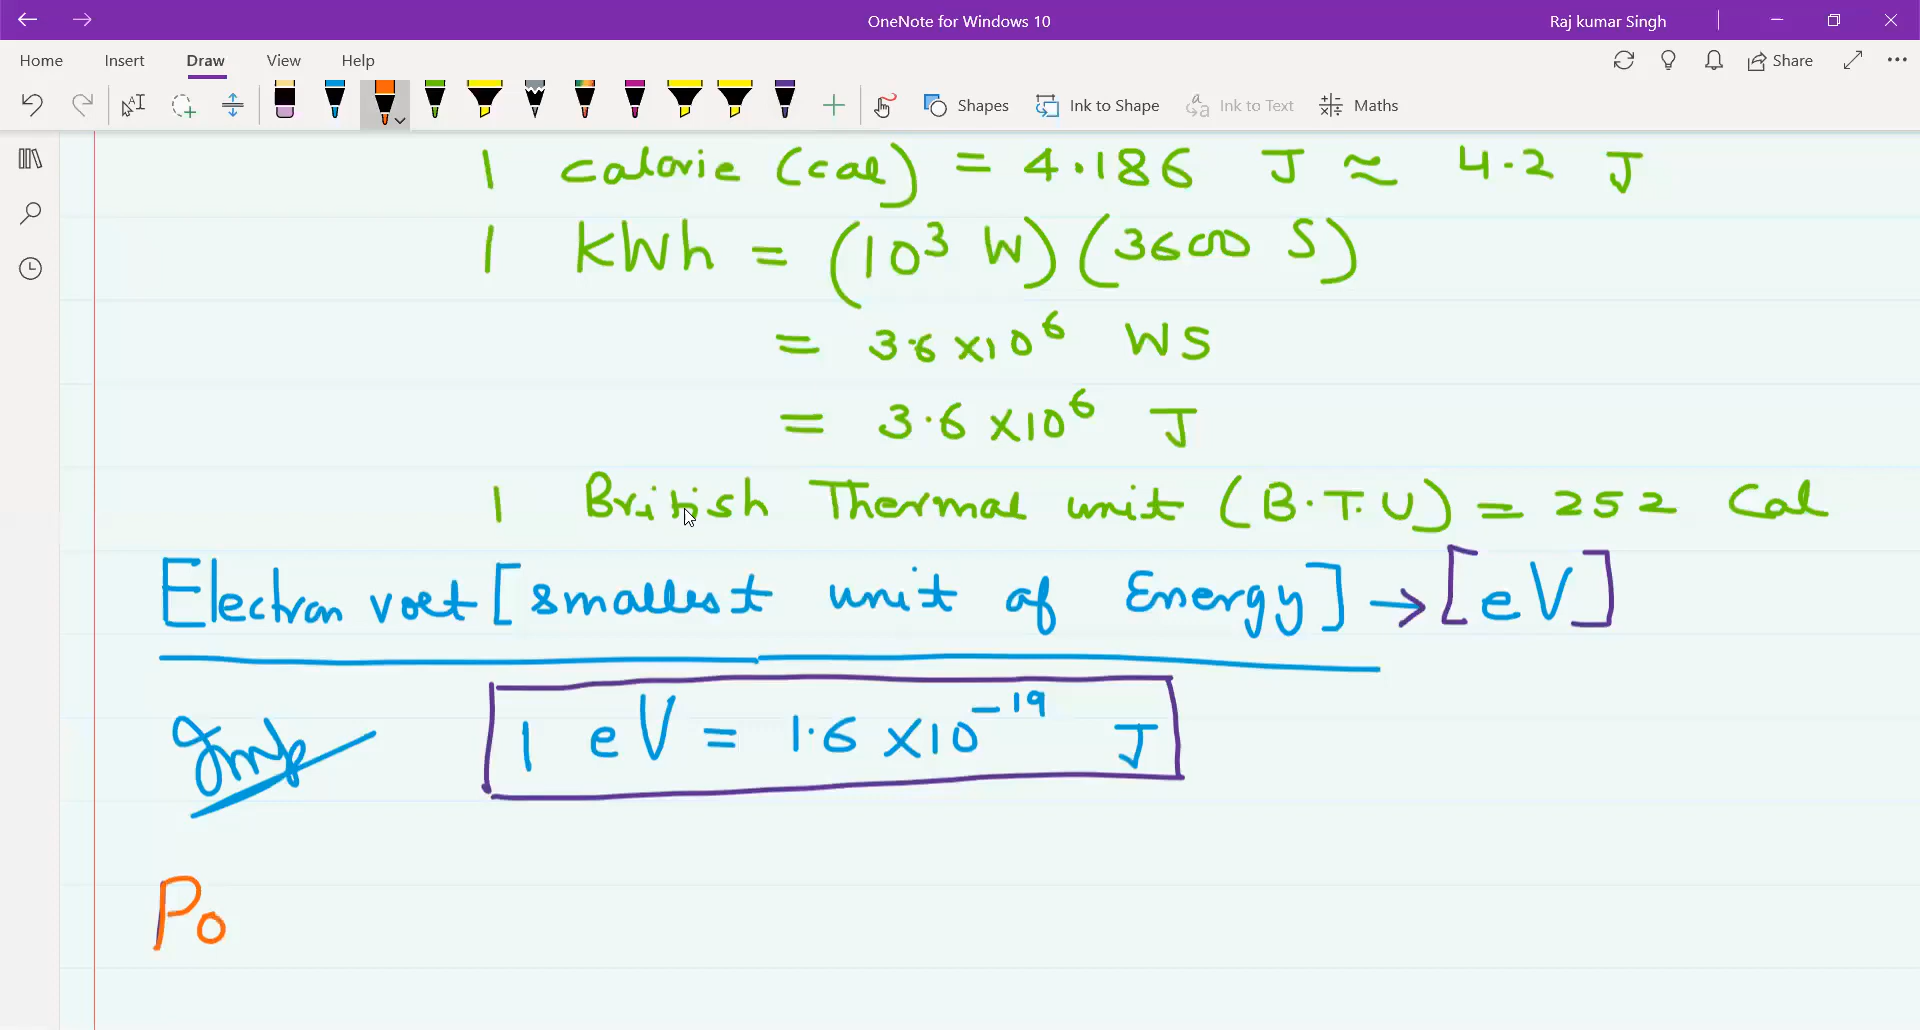 OneNote for Windows 10
Raj kumar Singh
Home Insert Draw View Help
Share
Shapes Ink to Shape Ink to Text Maths
1 calorie (cal) = 4.186 J ≈ 4.2 J
1 KWh = (10³ W) (3600 S)
= 3.6 x10⁶ WS
= 3.6 x10⁶ J
1 British Thermal unit (B.T.U) = 252 Cal
Electron volt [smallest unit of Energy] → [eV]
Imp
1 eV = 1.6 x10⁻¹⁹ J
Po